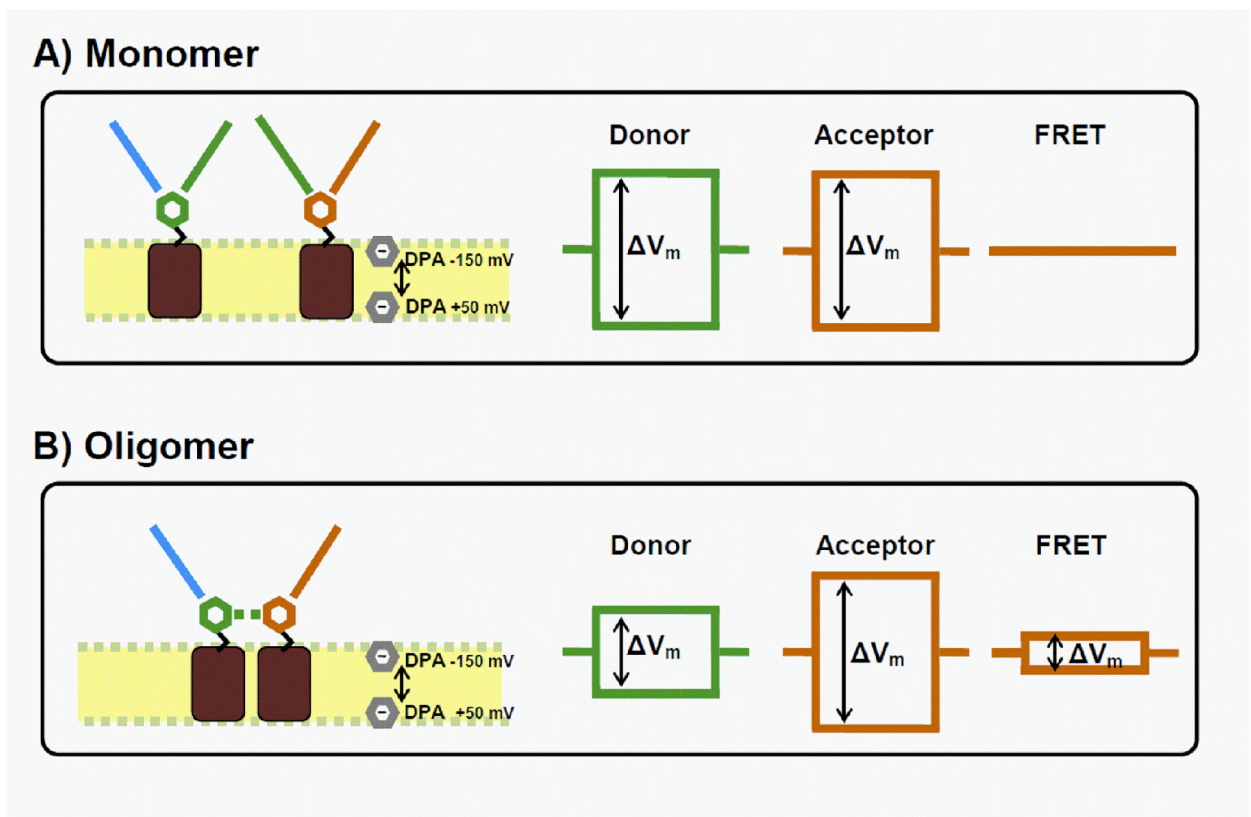 A) Monomer
Donor Acceptor FRET
ΔVm ΔVm
DPA -150 mV
DPA +50 mV
B) Oligomer
Donor Acceptor FRET
ΔVm ΔVm ΔVm
DPA -150 mV
DPA +50 mV